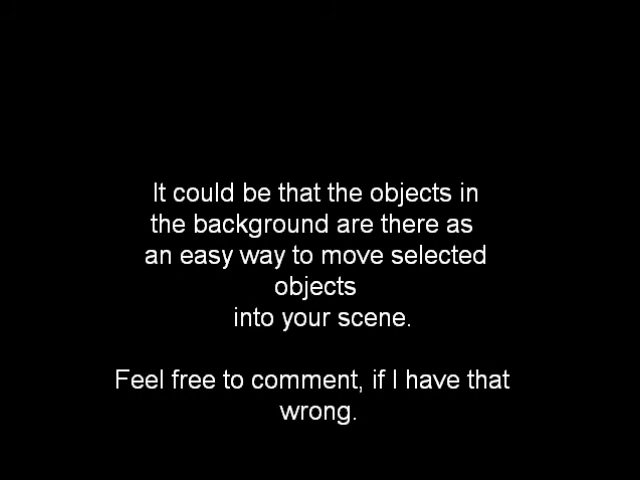 It could be that the objects in
the background are there as
an easy way to move selected
objects
into your scene.
Feel free to comment, if I have that
wrong.